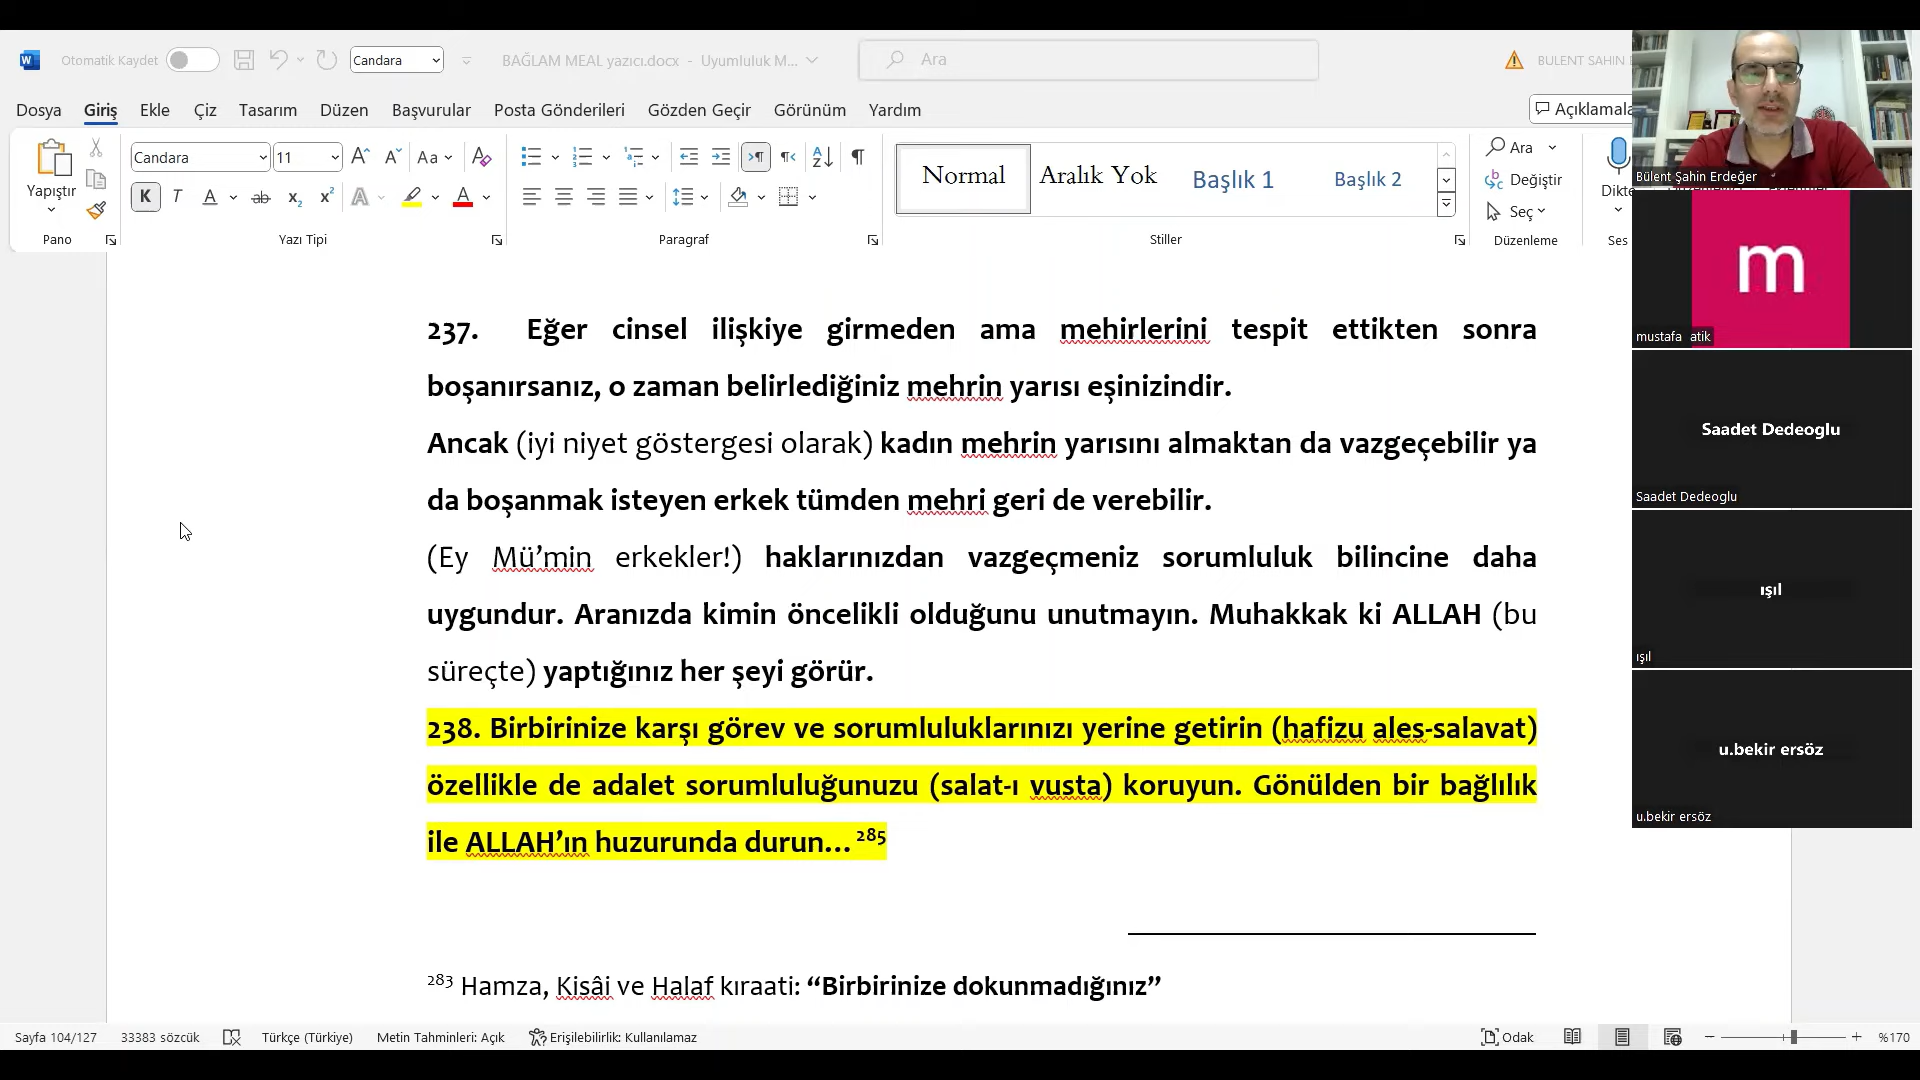 Otomatik Kaydet
Candara
BAĞLAM MEAL yazıcı.docx - Uyumluluk M...
Ara
BULENT SAHIN
Dosya Giriş Ekle Çiz Tasarım Düzen Başvurular Posta Gönderileri Gözden Geçir Görünüm Yardım
Yapıştır
Candara 11
K T A ab x₂ x²
Normal Aralık Yok Başlık 1 Başlık 2
Ara
Değiştir
Seç
Pano Yazı Tipi Paragraf Stiller Düzenleme Ses
237. Eğer cinsel ilişkiye girmeden ama mehirlerini tespit ettikten sonra
boşanırsanız, o zaman belirlediğiniz mehrin yarısı eşinizindir.
Ancak (iyi niyet göstergesi olarak) kadın mehrin yarısını almaktan da vazgeçebilir ya
da boşanmak isteyen erkek tümden mehri geri de verebilir.
(Ey Mü’min erkekler!) haklarınızdan vazgeçmeniz sorumluluk bilincine daha
uygundur. Aranızda kimin öncelikli olduğunu unutmayın. Muhakkak ki ALLAH (bu
süreçte) yaptığınız her şeyi görür.
238. Birbirinize karşı görev ve sorumluluklarınızı yerine getirin (hafizu ales-salavat)
özellikle de adalet sorumluluğunuzu (salat-ı vusta) koruyun. Gönülden bir bağlılık
ile ALLAH’ın huzurunda durun... ²⁸⁵
²⁸³ Hamza, Kisâi ve Halaf kıraati: “Birbirinize dokunmadığınız”
Sayfa 104/127 33383 sözcük Türkçe (Türkiye) Metin Tahminleri: Açık Erişilebilirlik: Kullanılamaz Odak %170
Bülent Şahin Erdeğer
m
mustafa atik
Saadet Dedeoglu
Saadet Dedeoglu
ışıl
ışıl
u.bekir ersöz
u.bekir ersöz